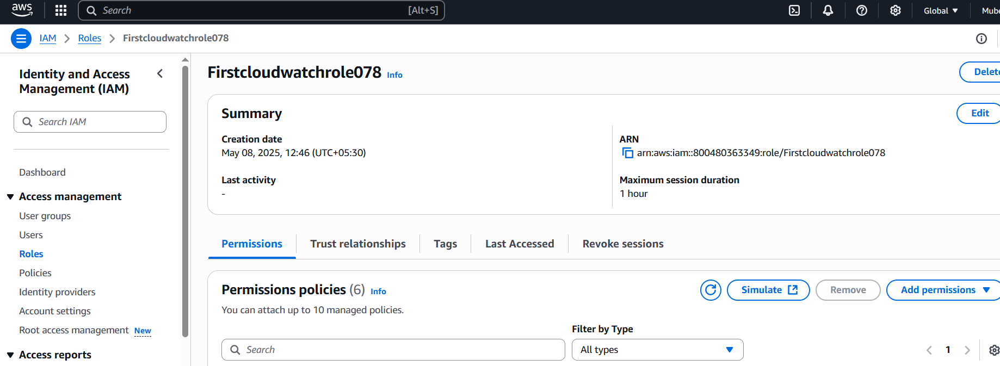 aws
Search
[Alt+S]
Global
IAM
Roles
Firstcloudwatchrole078
Identity and Access
Management (IAM)
Search IAM
Dashboard
Access management
User groups
Users
Roles
Policies
Identity providers
Account settings
Root access management New
Access reports
Firstcloudwatchrole078 Info
Summary
Edit
Creation date
May 08, 2025, 12:46 (UTC+05:30)
ARN
arn:aws:iam::800480363349:role/Firstcloudwatchrole078
Last activity
-
Maximum session duration
1 hour
Permissions
Trust relationships
Tags
Last Accessed
Revoke sessions
Permissions policies (6) Info
Simulate
Remove
Add permissions
You can attach up to 10 managed policies.
Filter by Type
Search
All types
1